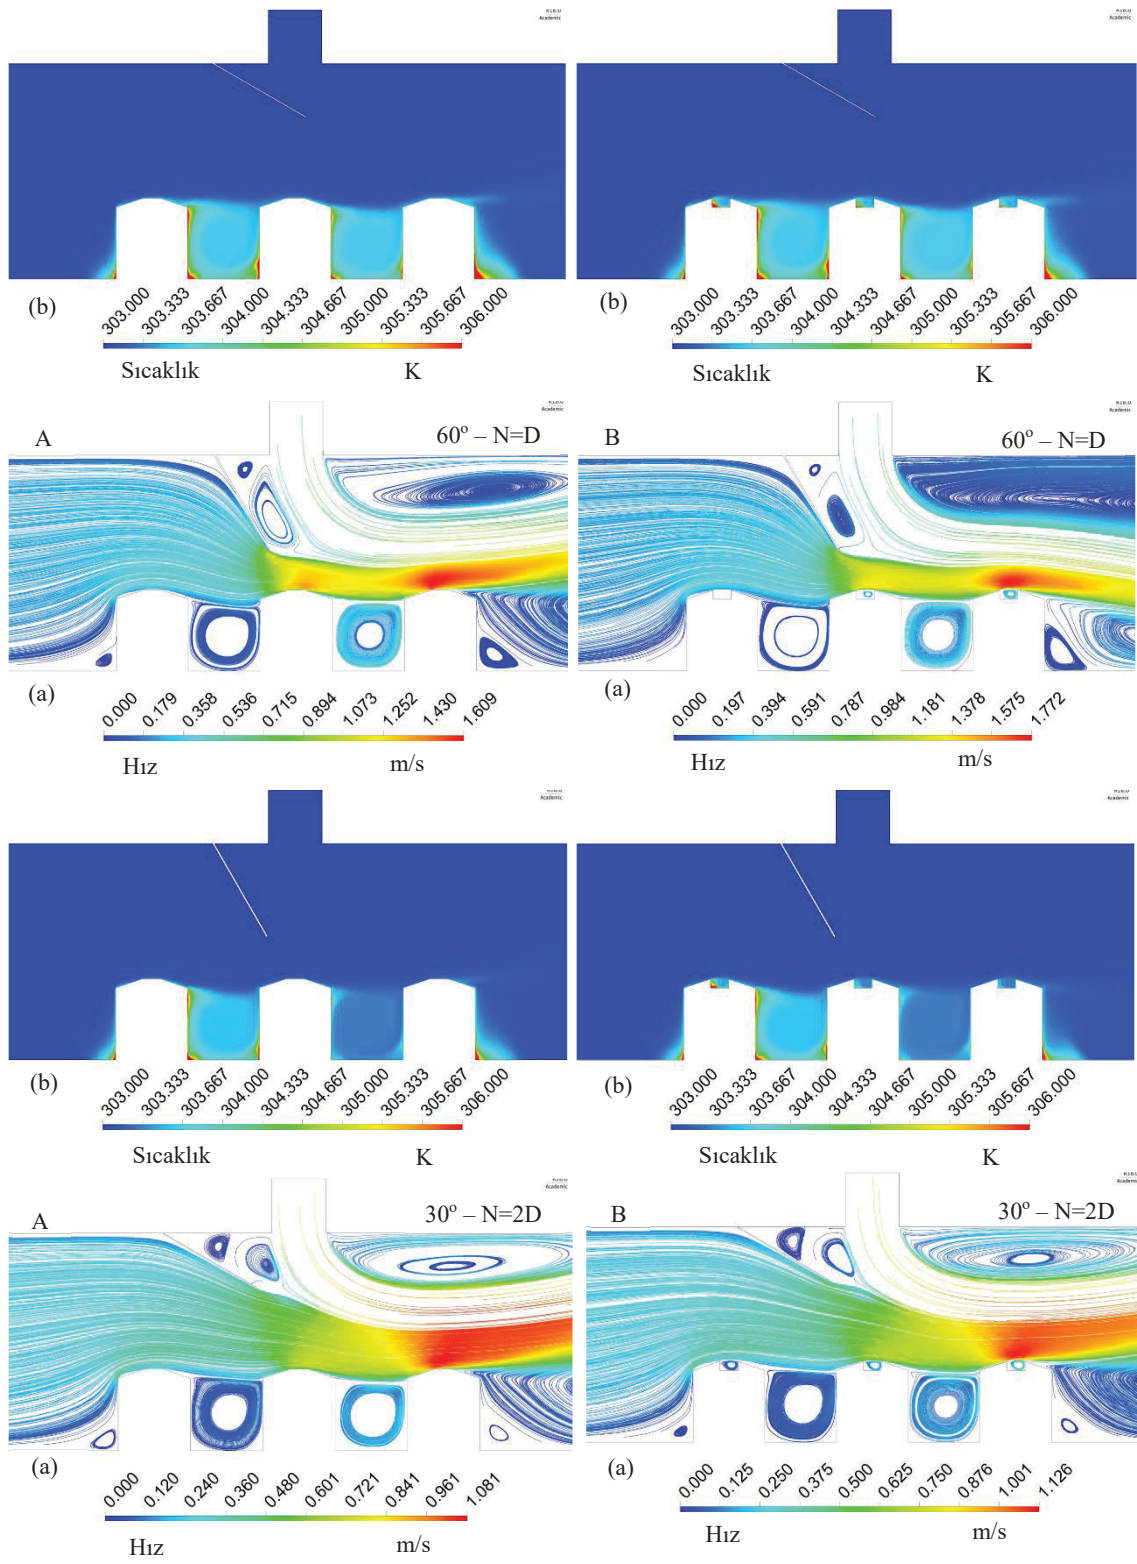 Academic
Academic
(b)
303.000 303.333 303.667 304.000 304.333 304.667 305.000 305.333 305.667 306.000
Sıcaklık K
(b)
303.000 303.333 303.667 304.000 304.333 304.667 305.000 305.333 305.667 306.000
Sıcaklık K
Academic
A 60º – N=D
(a)
0.000 0.179 0.358 0.536 0.715 0.894 1.073 1.252 1.430 1.609
Hız m/s
Academic
B 60º – N=D
(a)
0.000 0.197 0.394 0.591 0.787 0.984 1.181 1.378 1.575 1.772
Hız m/s
Academic
(b)
303.000 303.333 303.667 304.000 304.333 304.667 305.000 305.333 305.667 306.000
Sıcaklık K
Academic
(b)
303.000 303.333 303.667 304.000 304.333 304.667 305.000 305.333 305.667 306.000
Sıcaklık K
Academic
A 30º – N=2D
(a)
0.000 0.120 0.240 0.360 0.480 0.601 0.721 0.841 0.961 1.081
Hız m/s
Academic
B 30º – N=2D
(a)
0.000 0.125 0.250 0.375 0.500 0.625 0.750 0.876 1.001 1.126
Hız m/s